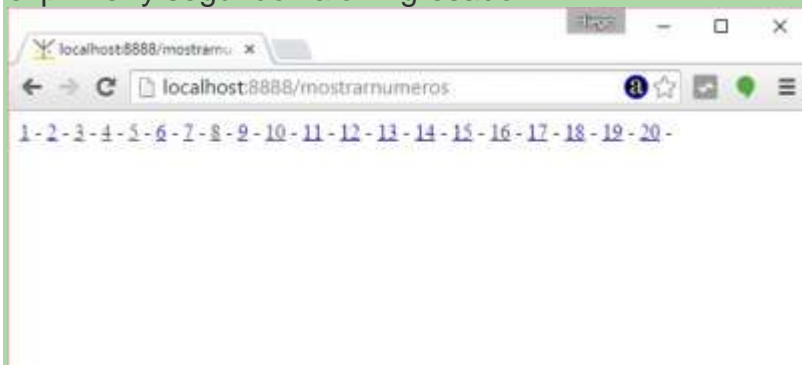 localhost:8888/mostrarnu
localhost:8888/mostrarnumeros
1 - 2 - 3 - 4 - 5 - 6 - 7 - 8 - 9 - 10 - 11 - 12 - 13 - 14 - 15 - 16 - 17 - 18 - 19 - 20 -